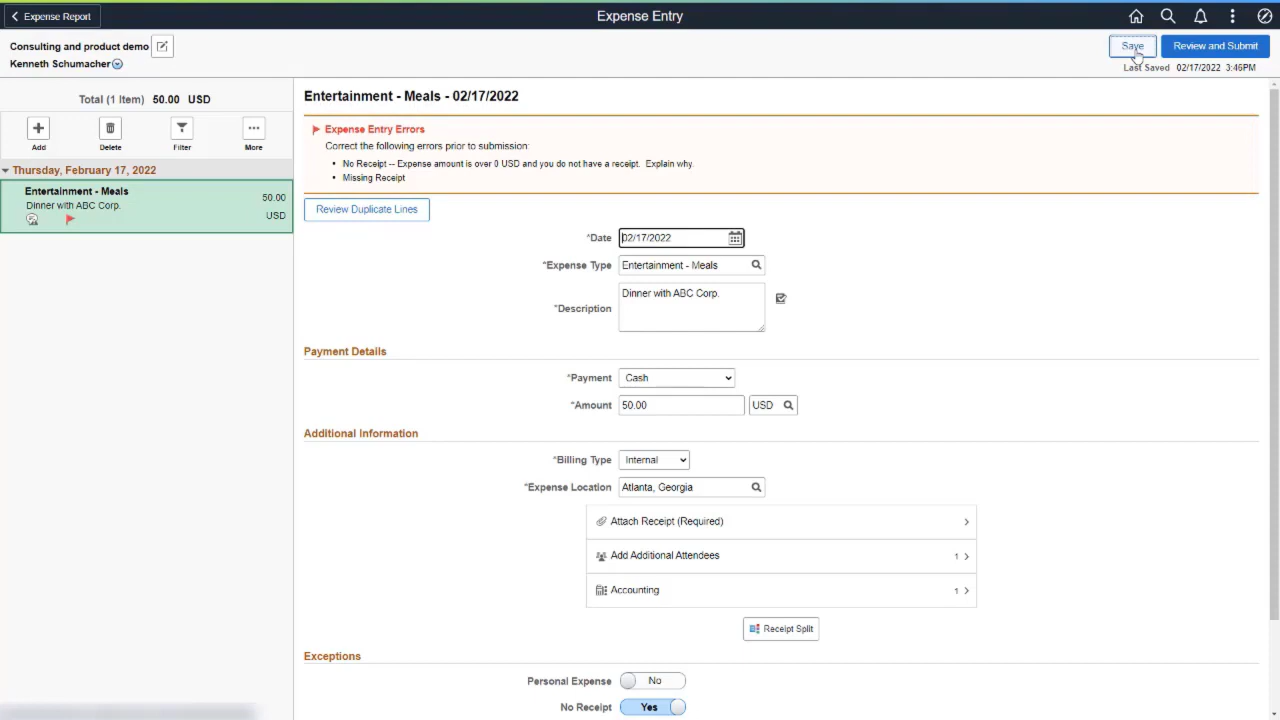 Expense Report
Expense Entry
Consulting and product demo
Kenneth Schumacher
Save
Review and Submit
Last Saved 02/17/2022 3:46PM
Total (1 Item) 50.00 USD
Add
Delete
Filter
More
Thursday, February 17, 2022
Entertainment - Meals
50.00
Dinner with ABC Corp.
USD
Entertainment - Meals - 02/17/2022
Expense Entry Errors
Correct the following errors prior to submission:
• No Receipt -- Expense amount is over 0 USD and you do not have a receipt. Explain why.
• Missing Receipt
Review Duplicate Lines
*Date 02/17/2022
*Expense Type Entertainment - Meals
*Description Dinner with ABC Corp.
Payment Details
*Payment Cash
*Amount 50.00 USD
Additional Information
*Billing Type Internal
*Expense Location Atlanta, Georgia
Attach Receipt (Required)
Add Additional Attendees 1
Accounting 1
Receipt Split
Exceptions
Personal Expense No
No Receipt Yes